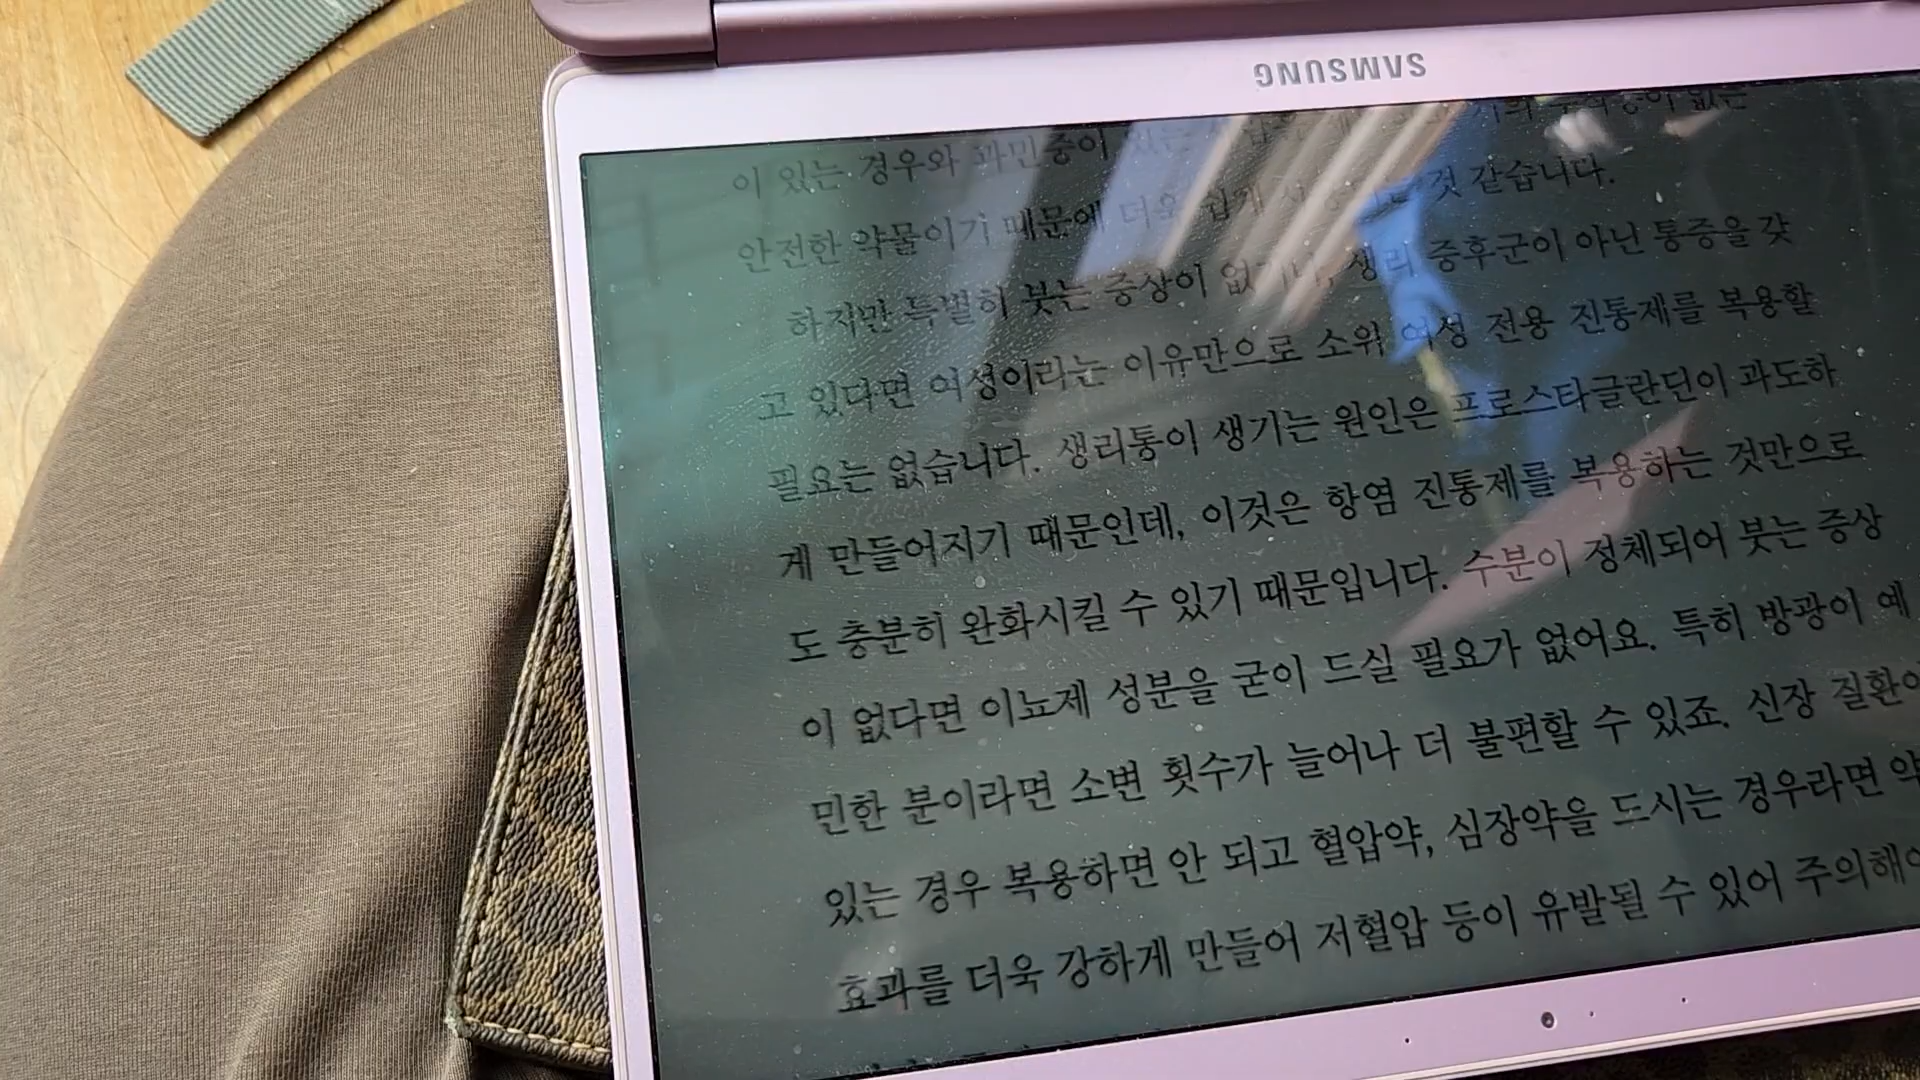 SAMSUNG
없는
이 있는 경우와 과민증이 있는
안전한 약물이기 때문에 더욱 쉽게 것 같습니다.
하지만 특별히 붓는 증상이 생리 증후군이 아닌 통증을 갖
고 있다면 여성이라는 이유만으로 소위 여성 전용 진통제를 복용할
필요는 없습니다. 생리통이 생기는 원인은 프로스타글란딘이 과도하
게 만들어지기 때문인데, 이것은 항염 진통제를 복용하는 것만으로
도 충분히 완화시킬 수 있기 때문입니다. 수분이 정체되어 붓는 증상
이 없다면 이뇨제 성분을 굳이 드실 필요가 없어요. 특히 방광이 예
민한 분이라면 소변 횟수가 늘어나 더 불편할 수 있죠. 신장 질환이
있는 경우 복용하면 안 되고 혈압약, 심장약을 드시는 경우라면 약
효과를 더욱 강하게 만들어 저혈압 등이 유발될 수 있어 주의해야